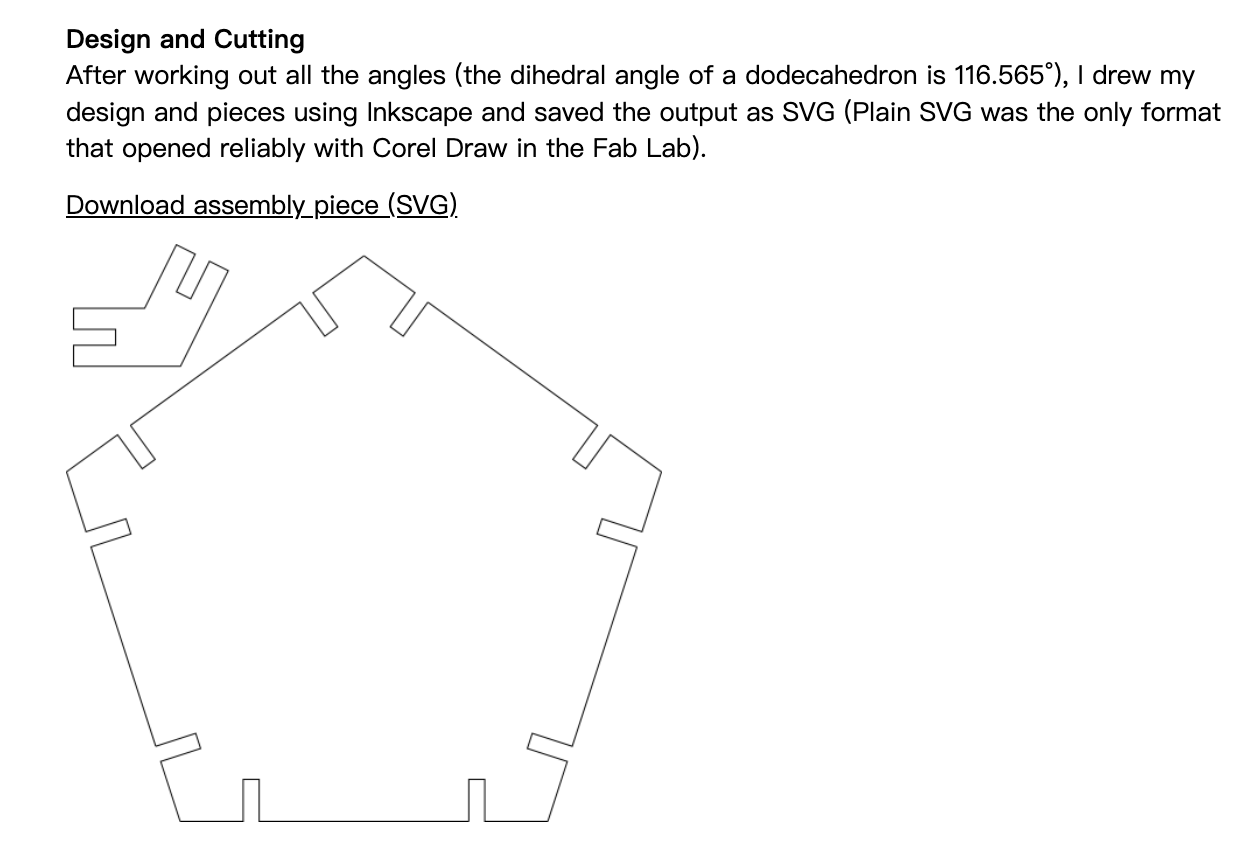 Design and Cutting
After working out all the angles (the dihedral angle of a dodecahedron is 116.565°), I drew my
design and pieces using Inkscape and saved the output as SVG (Plain SVG was the only format
that opened reliably with Corel Draw in the Fab Lab).
Download assembly piece (SVG)